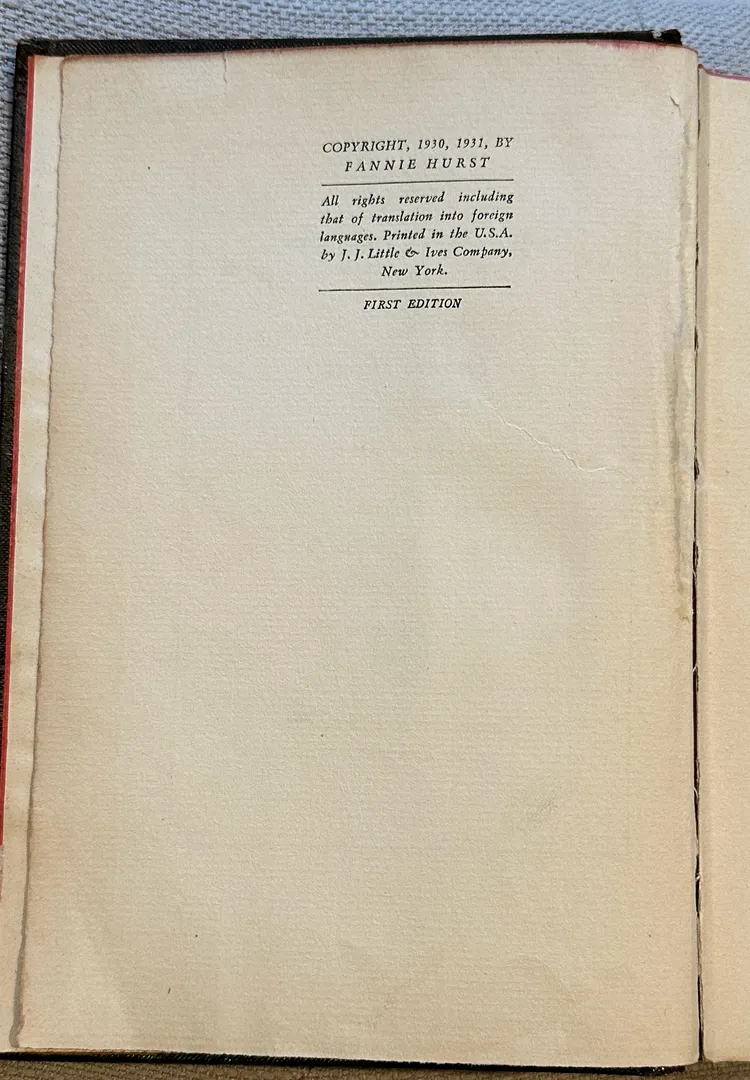 COPYRIGHT, 1930, 1931, BY
FANNIE HURST
All rights reserved including
that of translation into foreign
languages. Printed in the U.S.A.
by J. J. Little & Ives Company,
New York.
FIRST EDITION